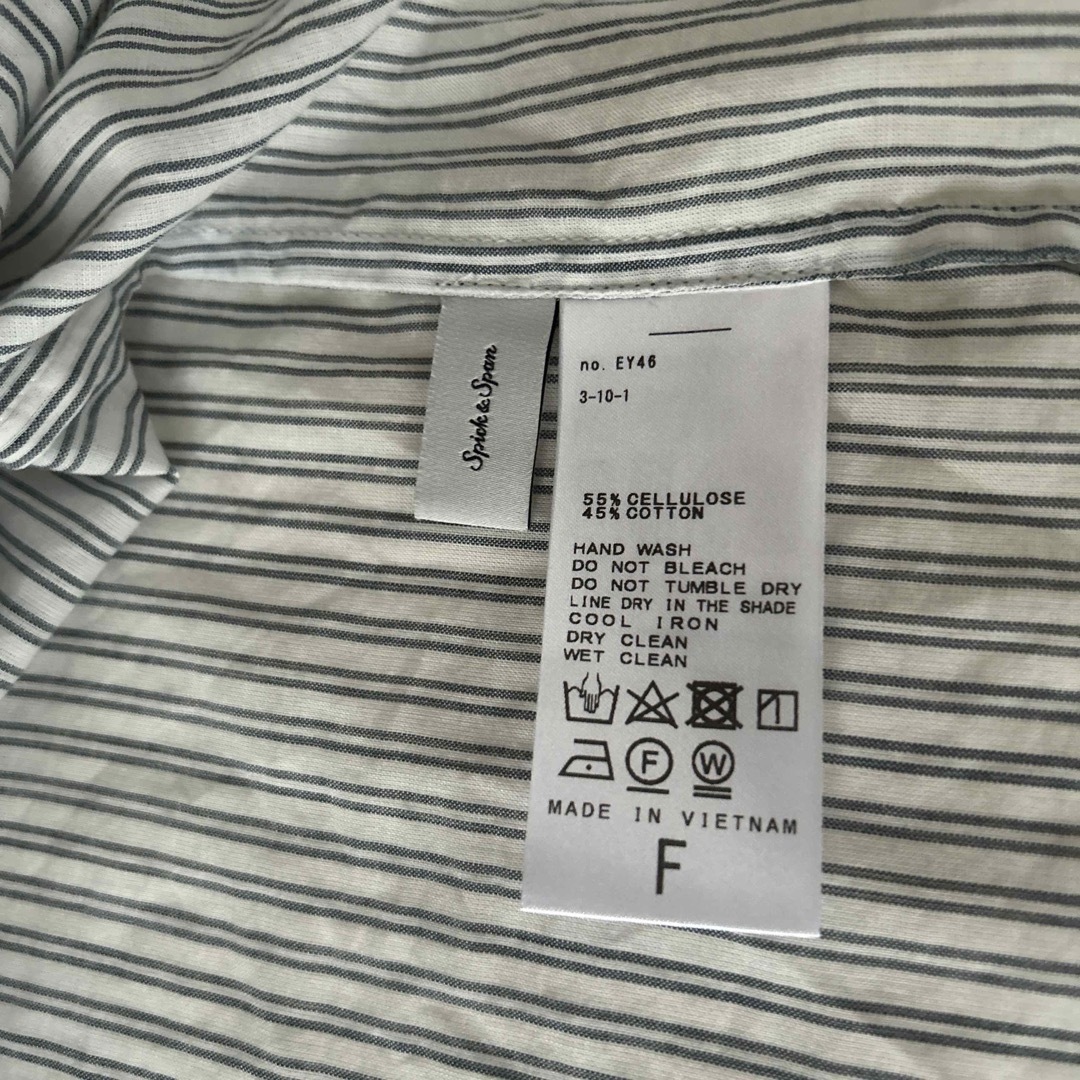 Spick & Span
no. EY46
3-10-1
55% CELLULOSE
45% COTTON
HAND WASH
DO NOT BLEACH
DO NOT TUMBLE DRY
LINE DRY IN THE SHADE
COOL IRON
DRY CLEAN
WET CLEAN
F W
MADE IN VIETNAM
F